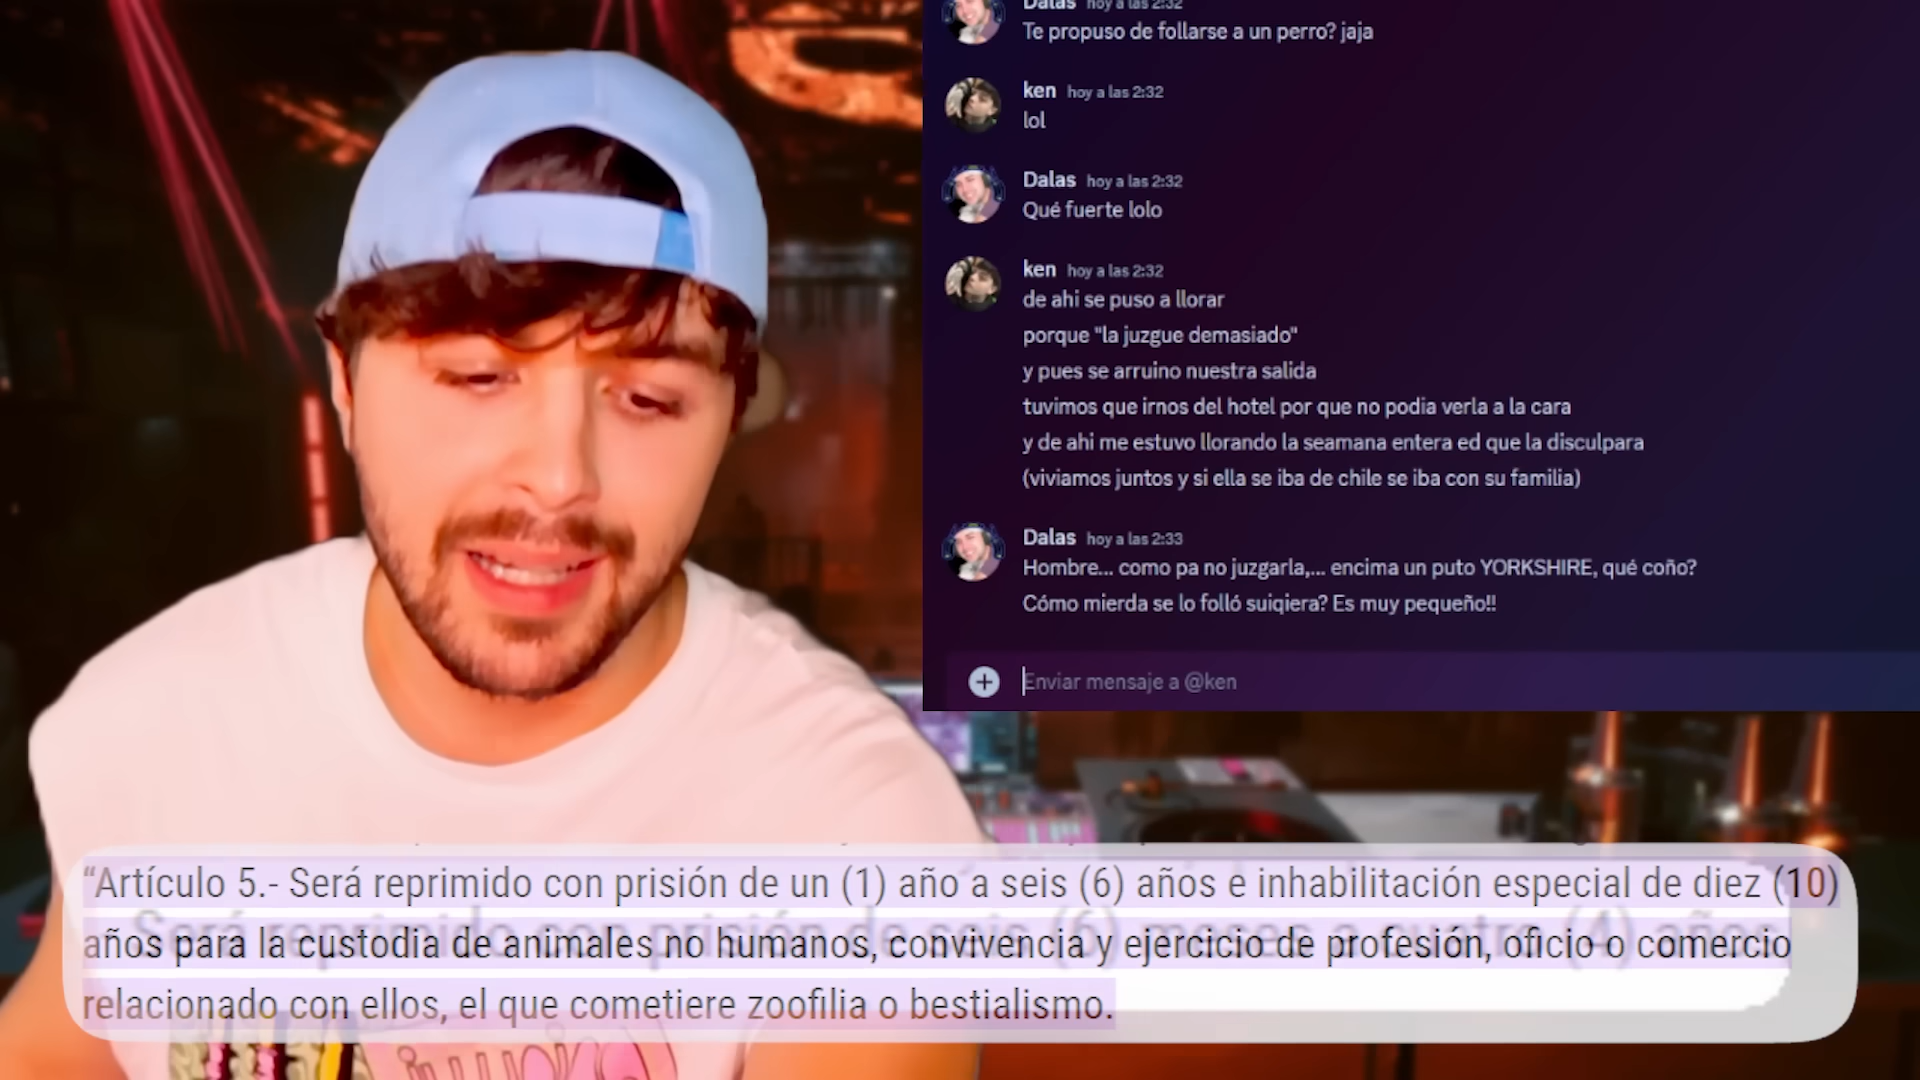 Dalas hoy a las 2:32
Te propuso de follarse a un perro? jaja
ken hoy a las 2:32
lol
Dalas hoy a las 2:32
Qué fuerte lolo
ken hoy a las 2:32
de ahi se puso a llorar
porque "la juzgue demasiado"
y pues se arruino nuestra salida
tuvimos que irnos del hotel por que no podia verla a la cara
y de ahi me estuvo llorando la seamana entera ed que la disculpara
(viviamos juntos y si ella se iba de chile se iba con su familia)
Dalas hoy a las 2:33
Hombre... como pa no juzgarla,... encima un puto YORKSHIRE, qué coño?
Cómo mierda se lo folló suiqiera? Es muy pequeño!!
Enviar mensaje a @ken
“Artículo 5.- Será reprimido con prisión de un (1) año a seis (6) años e inhabilitación especial de diez (10)
años para la custodia de animales no humanos, convivencia y ejercicio de profesión, oficio o comercio
relacionado con ellos, el que cometiere zoofilia o bestialismo.